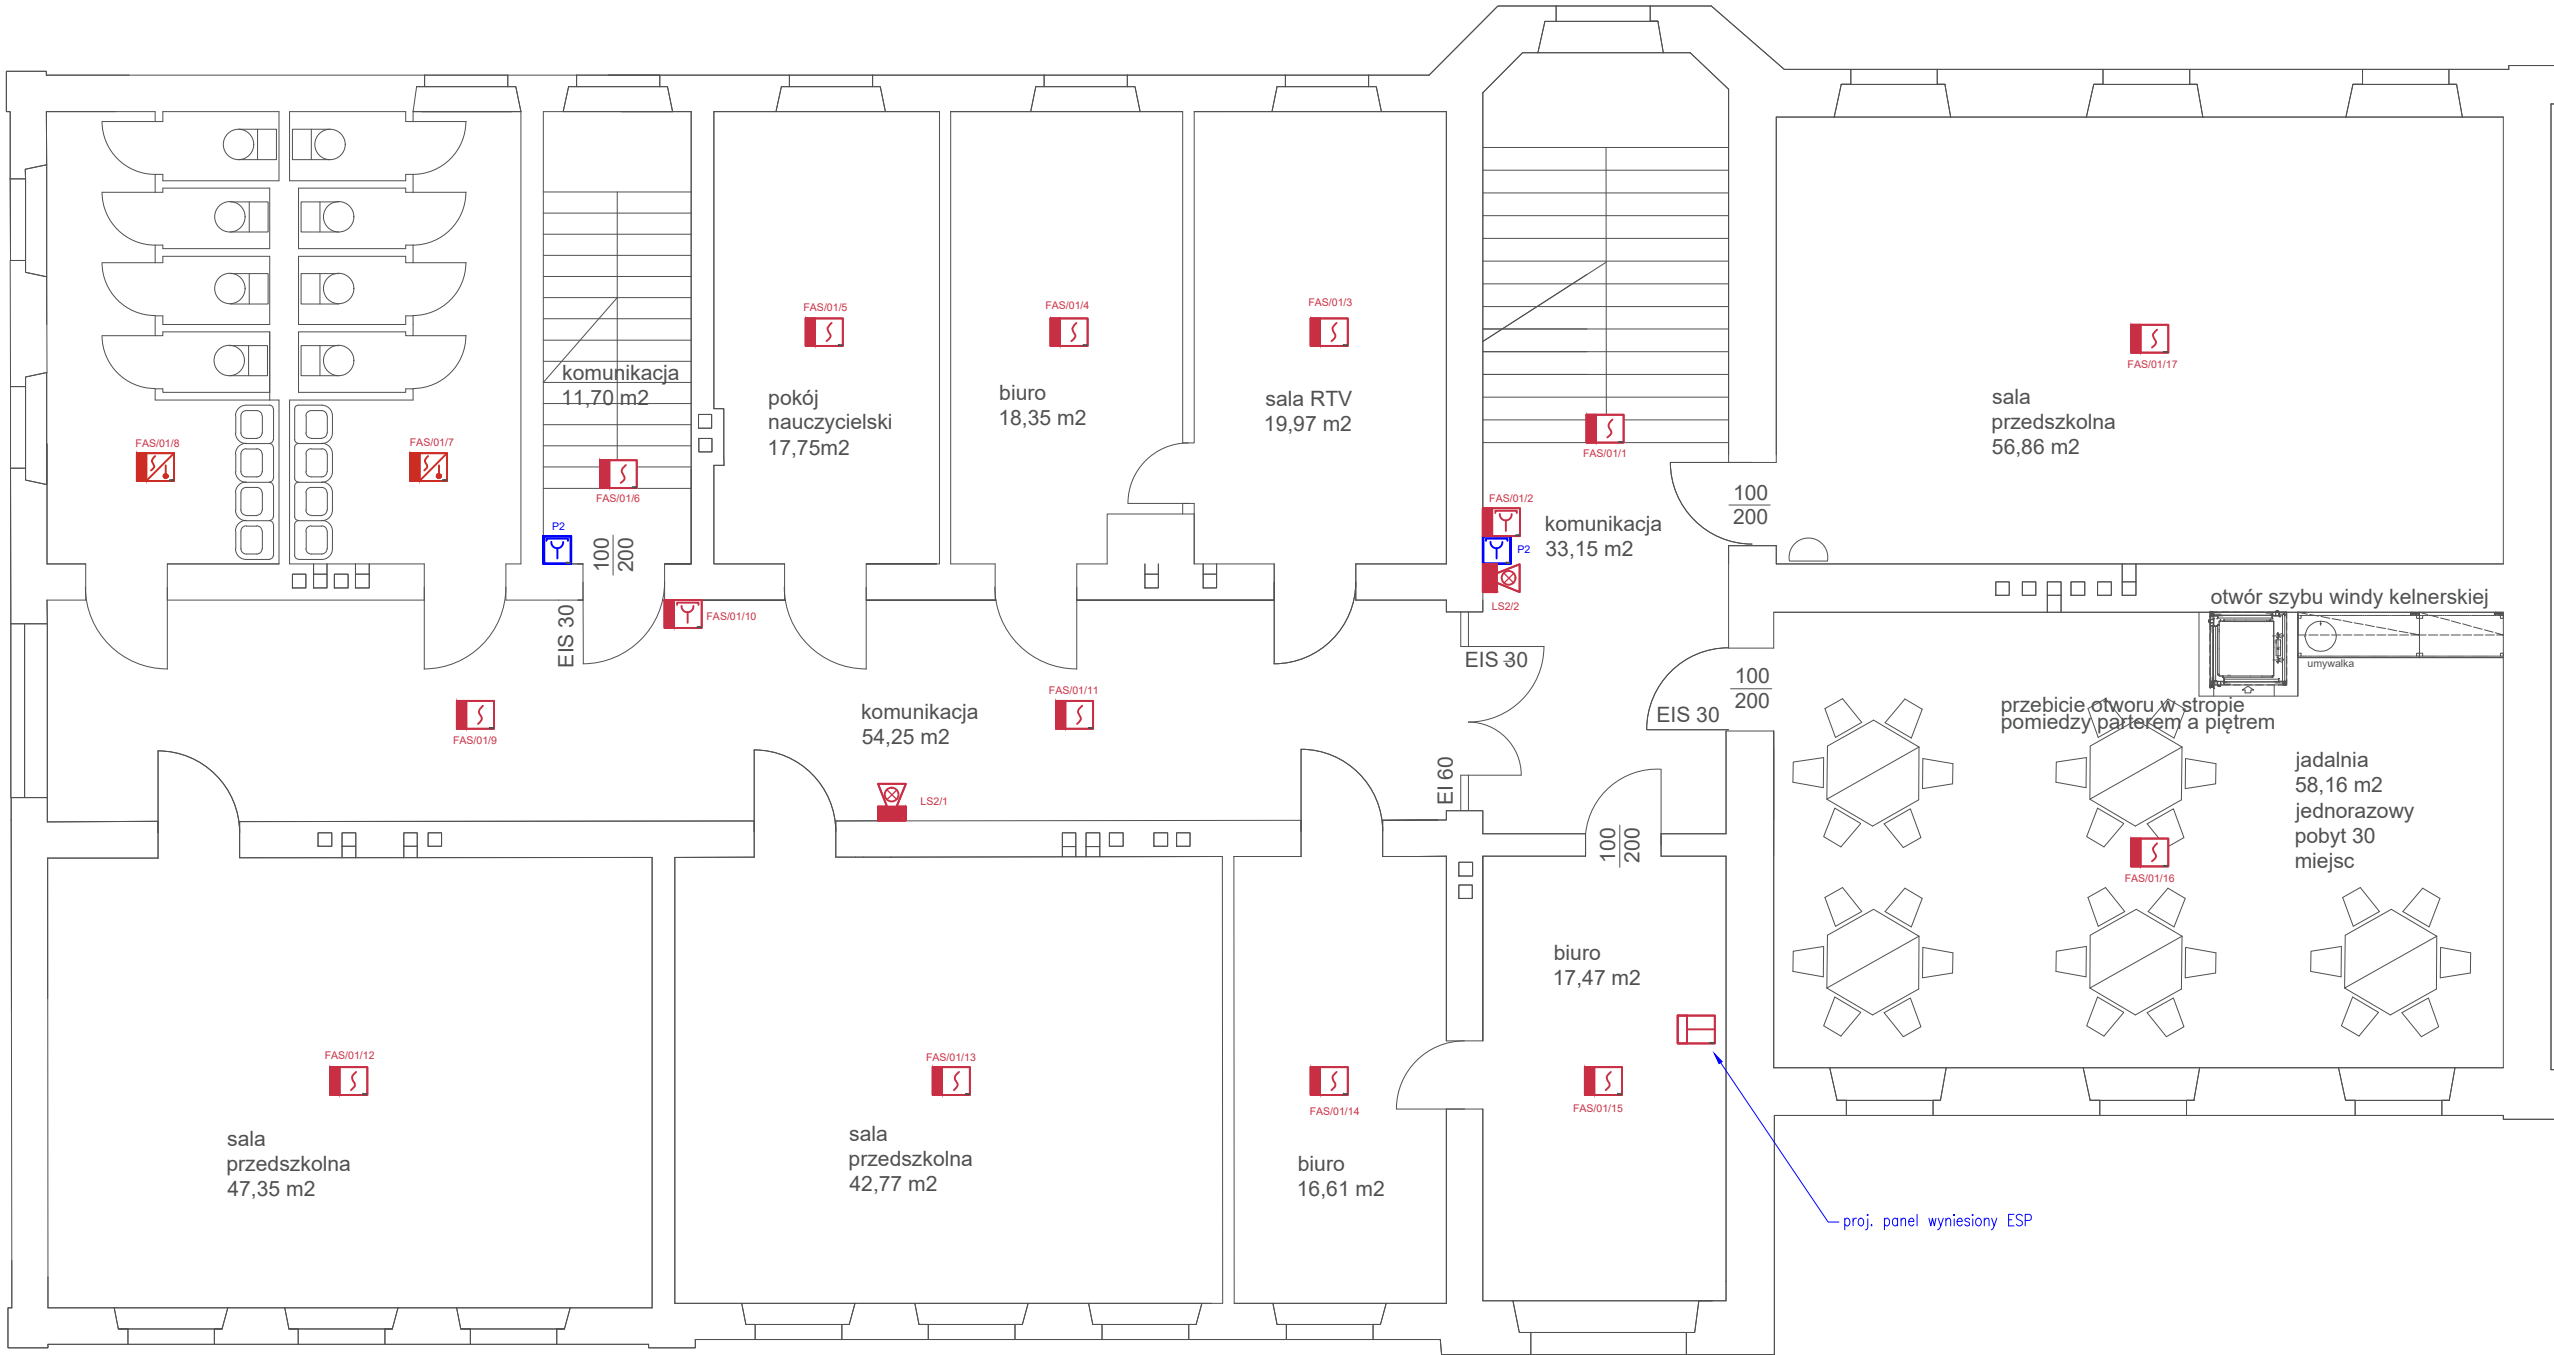 FAS/01/5
FAS/01/4
FAS/01/3
FAS/01/17
komunikacja
11,70 m2
pokój
nauczycielski
17,75m2
biuro
18,35 m2
sala RTV
19,97 m2
sala
przedszkolna
56,86 m2
FAS/01/8
FAS/01/7
FAS/01/6
FAS/01/1
P2
100
200
FAS/01/2
P2
LS2/2
komunikacja
33,15 m2
100
200
EIS 30
FAS/01/10
otwór szybu windy kelnerskiej
umywalka
EIS 30
100
200
EIS 30
przebicie otworu w stropie
pomiedzy parterem a piętrem
FAS/01/9
komunikacja
54,25 m2
FAS/01/11
LS2/1
EI 60
100
200
jadalnia
58,16 m2
jednorazowy
pobyt 30
miejsc
FAS/01/16
biuro
17,47 m2
FAS/01/12
FAS/01/13
FAS/01/14
FAS/01/15
sala
przedszkolna
47,35 m2
sala
przedszkolna
42,77 m2
biuro
16,61 m2
proj. panel wyniesiony ESP